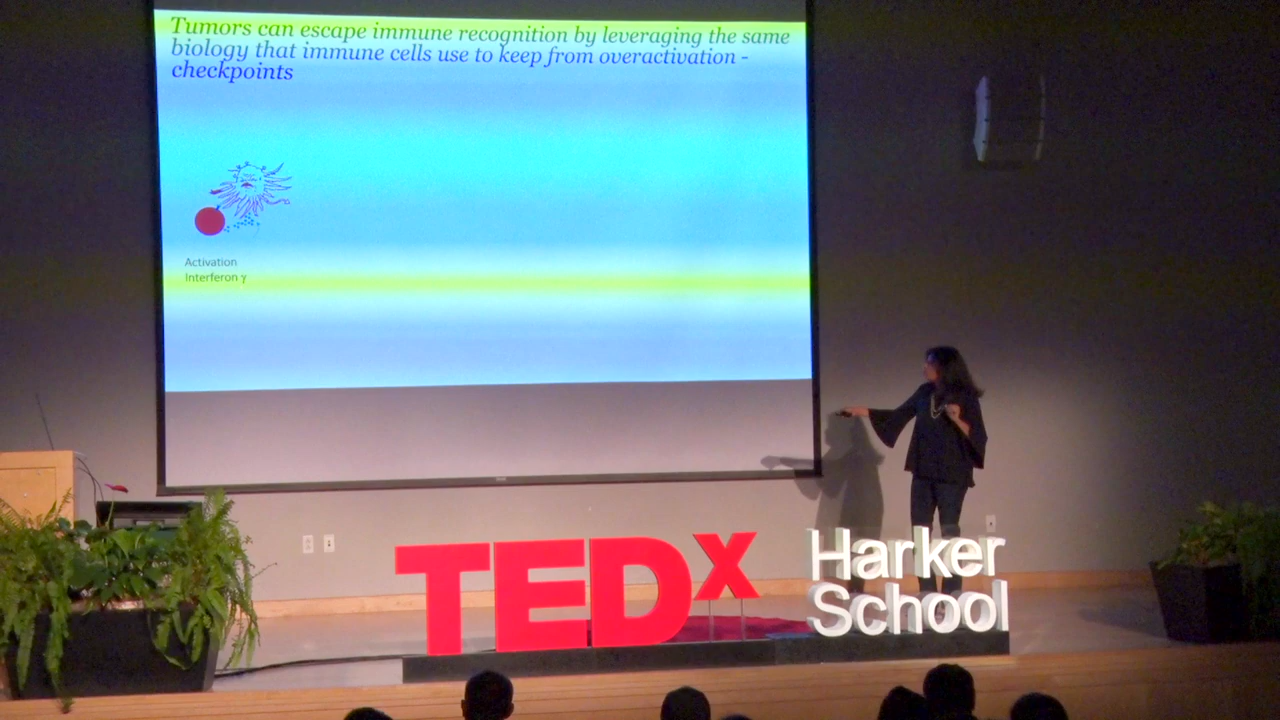 Tumors can escape immune recognition by leveraging the same
biology that immune cells use to keep from overactivation -
checkpoints
Activation
Interferon γ
TEDx
Harker
School